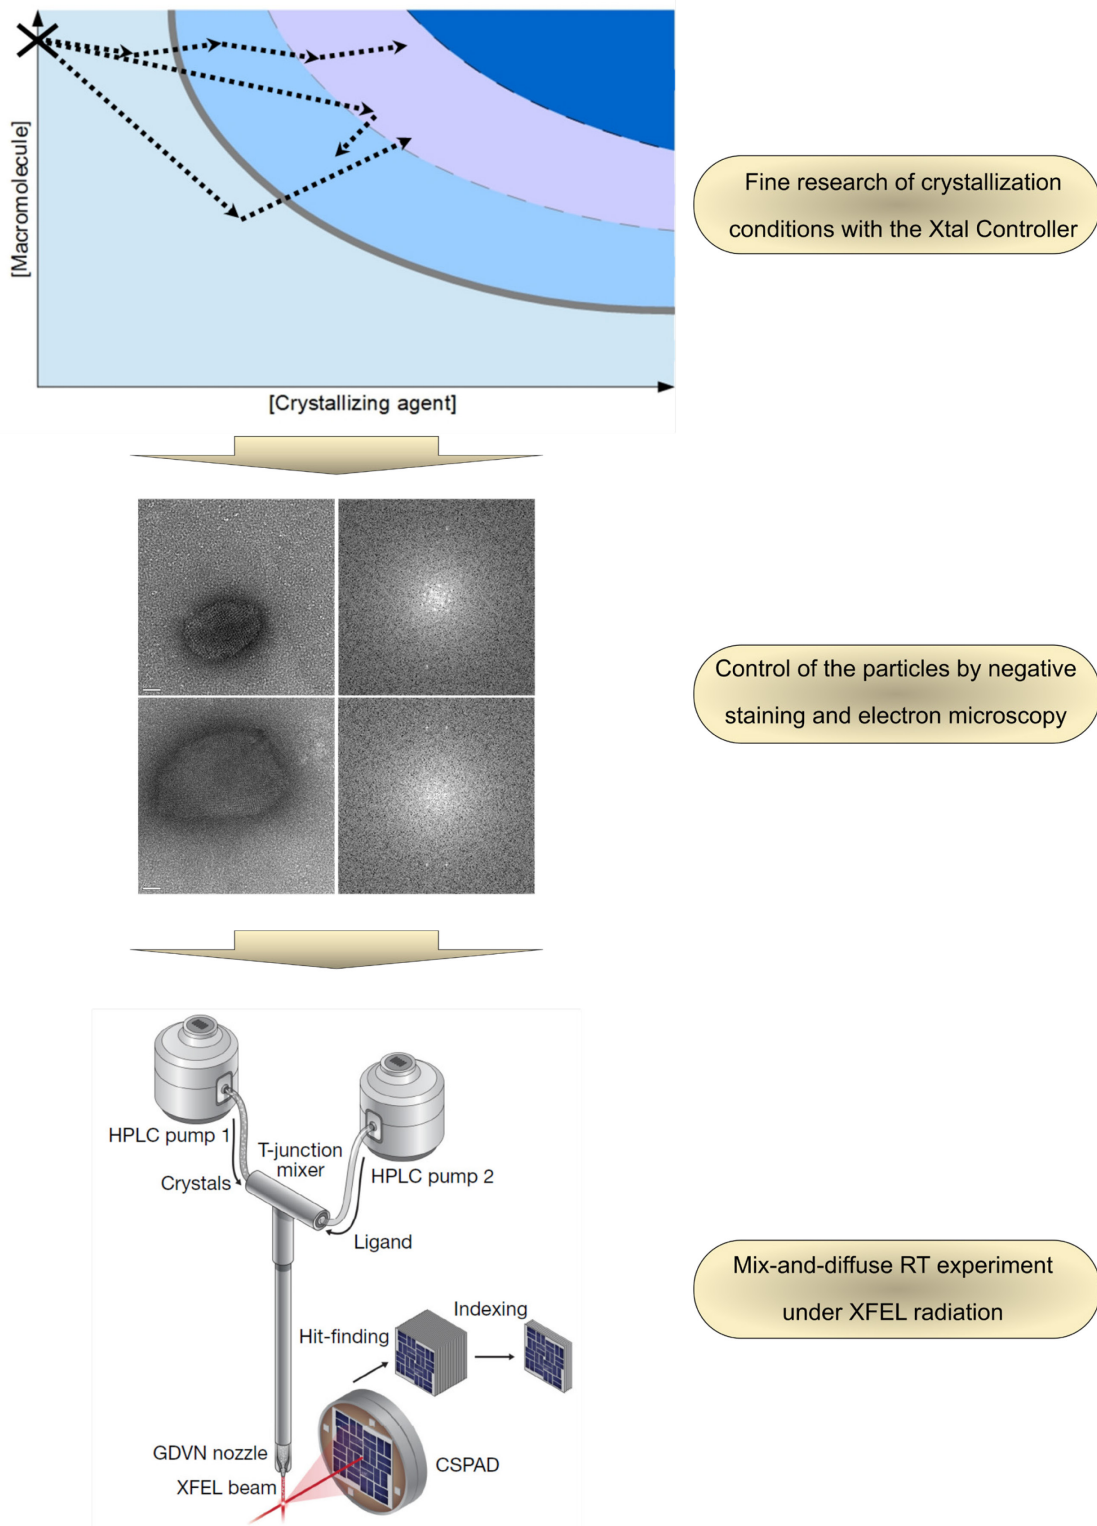 [Macromolecule]
[Crystallizing agent]
Fine research of crystallization
conditions with the Xtal Controller
Control of the particles by negative
staining and electron microscopy
HPLC pump 1
T-junction
mixer
HPLC pump 2
Crystals
Ligand
Indexing
Hit-finding
GDVN nozzle
CSPAD
XFEL beam
Mix-and-diffuse RT experiment
under XFEL radiation